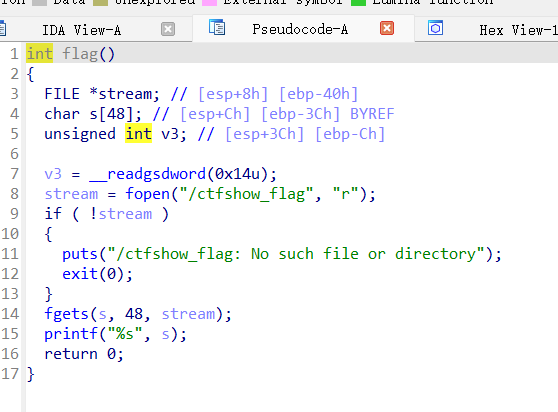 ion Data Unexplored External symbol Lumina function
IDA View-A Pseudocode-A Hex View-1
1 int flag()
2 {
3 FILE *stream; // [esp+8h] [ebp-40h]
4 char s[48]; // [esp+Ch] [ebp-3Ch] BYREF
5 unsigned int v3; // [esp+3Ch] [ebp-Ch]
6
7 v3 = __readgsdword(0x14u);
8 stream = fopen("/ctfshow_flag", "r");
9 if ( !stream )
10 {
11 puts("/ctfshow_flag: No such file or directory");
12 exit(0);
13 }
14 fgets(s, 48, stream);
15 printf("%s", s);
16 return 0;
17 }